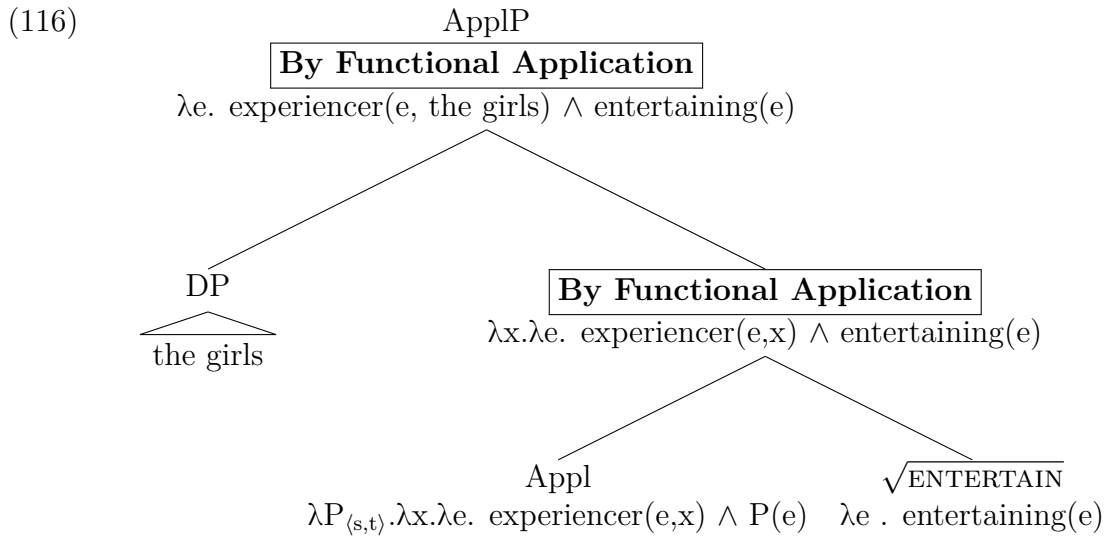 (116)
ApplP
By Functional Application
λe. experiencer(e, the girls) ∧ entertaining(e)
DP
the girls
By Functional Application
λx.λe. experiencer(e,x) ∧ entertaining(e)
Appl
λP⟨s,t⟩.λx.λe. experiencer(e,x) ∧ P(e)
√ENTERTAIN
λe . entertaining(e)